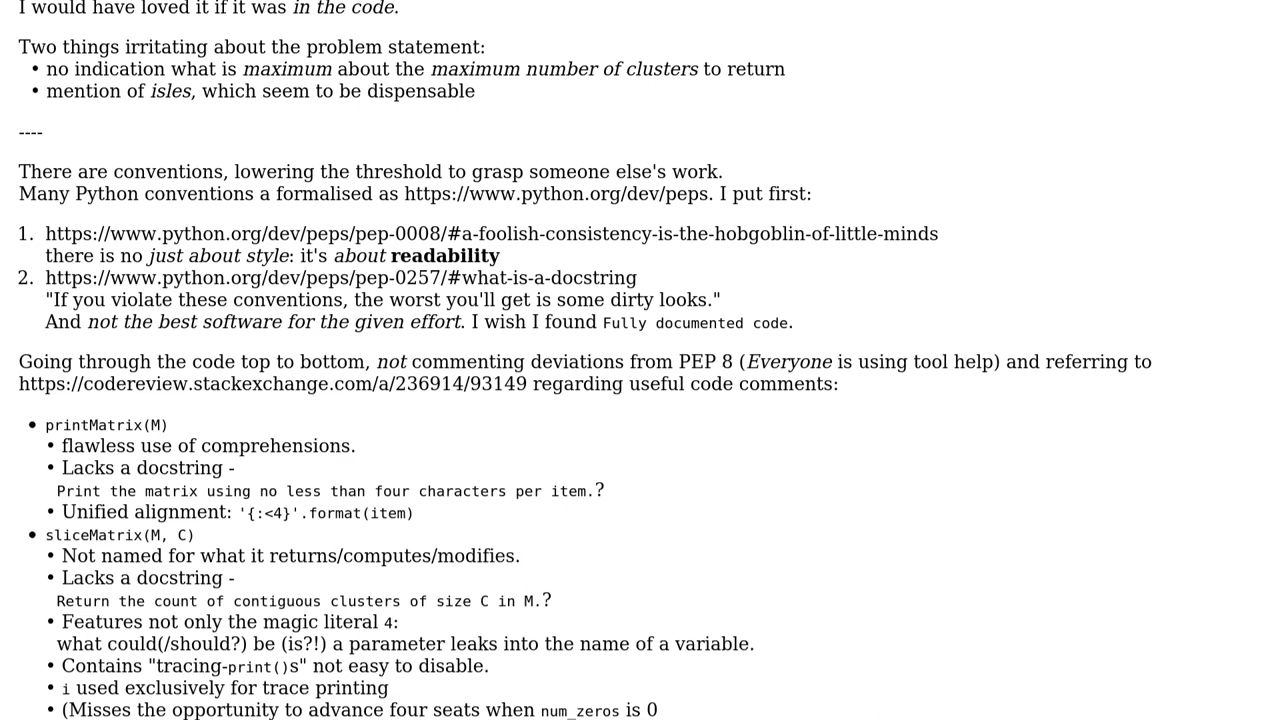 I would have loved it if it was in the code.
Two things irritating about the problem statement:
• no indication what is maximum about the maximum number of clusters to return
• mention of isles, which seem to be dispensable
----
There are conventions, lowering the threshold to grasp someone else's work.
Many Python conventions a formalised as https://www.python.org/dev/peps. I put first:
1. https://www.python.org/dev/peps/pep-0008/#a-foolish-consistency-is-the-hobgoblin-of-little-minds
there is no just about style: it's about readability
2. https://www.python.org/dev/peps/pep-0257/#what-is-a-docstring
"If you violate these conventions, the worst you'll get is some dirty looks."
And not the best software for the given effort. I wish I found Fully documented code.
Going through the code top to bottom, not commenting deviations from PEP 8 (Everyone is using tool help) and referring to
https://codereview.stackexchange.com/a/236914/93149 regarding useful code comments:
• printMatrix(M)
• flawless use of comprehensions.
• Lacks a docstring -
Print the matrix using no less than four characters per item.?
• Unified alignment: '{:<4}'.format(item)
• sliceMatrix(M, C)
• Not named for what it returns/computes/modifies.
• Lacks a docstring -
Return the count of contiguous clusters of size C in M.?
• Features not only the magic literal 4:
what could(/should?) be (is?!) a parameter leaks into the name of a variable.
• Contains "tracing-print()s" not easy to disable.
• i used exclusively for trace printing
• (Misses the opportunity to advance four seats when num_zeros is 0